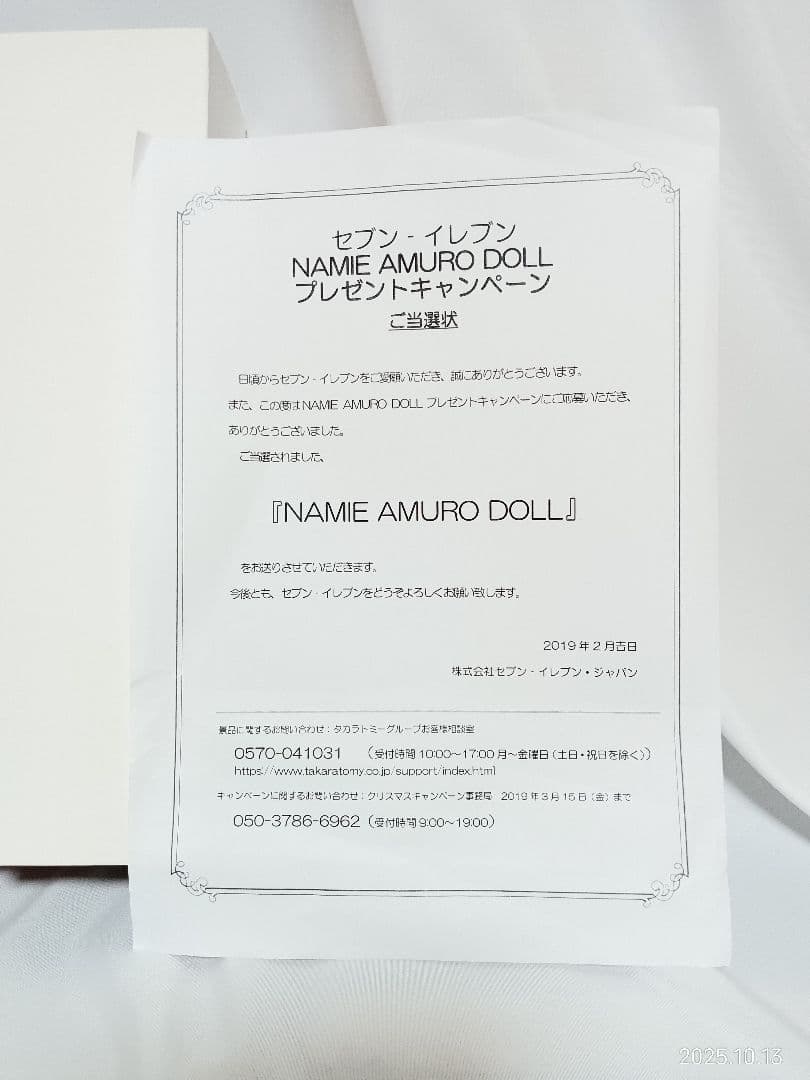 セブン‐イレブン
NAMIE AMURO DOLL
プレゼントキャンペーン
ご当選状
日頃からセブン‐イレブンをご愛顧いただき、誠にありがとうございます。
また、この度はNAMIE AMURO DOLL プレゼントキャンペーンにご応募いただき、
ありがとうございました。
ご当選されました、
『NAMIE AMURO DOLL』
をお送りさせていただきます。
今後とも、セブン‐イレブンをどうぞよろしくお願い致します。
2019年2月吉日
株式会社セブン‐イレブン・ジャパン
景品に関するお問い合わせ：タカラトミーグループお客様相談室
0570-041031 （受付時間 10:00～17:00 月～金曜日（土日・祝日を除く））
https://www.takaratomy.co.jp/support/index.html
キャンペーンに関するお問い合わせ：クリスマスキャンペーン事務局 2019年3月15日（金）まで
050-3786-6962（受付時間 9:00～19:00）
2025.10.13